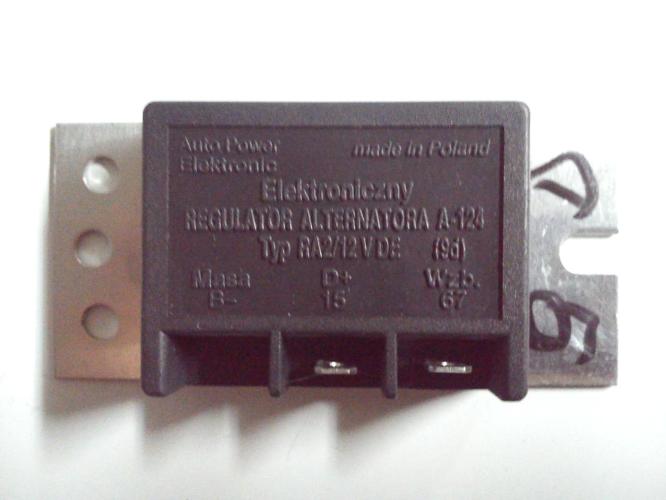 Auto Power made in Poland
Elektronic
Elektroniczny
REGULATOR ALTERNATORA A-124
Typ RA2/12 V DE (9d)
Masa D+ Wzb.
B- 15 67